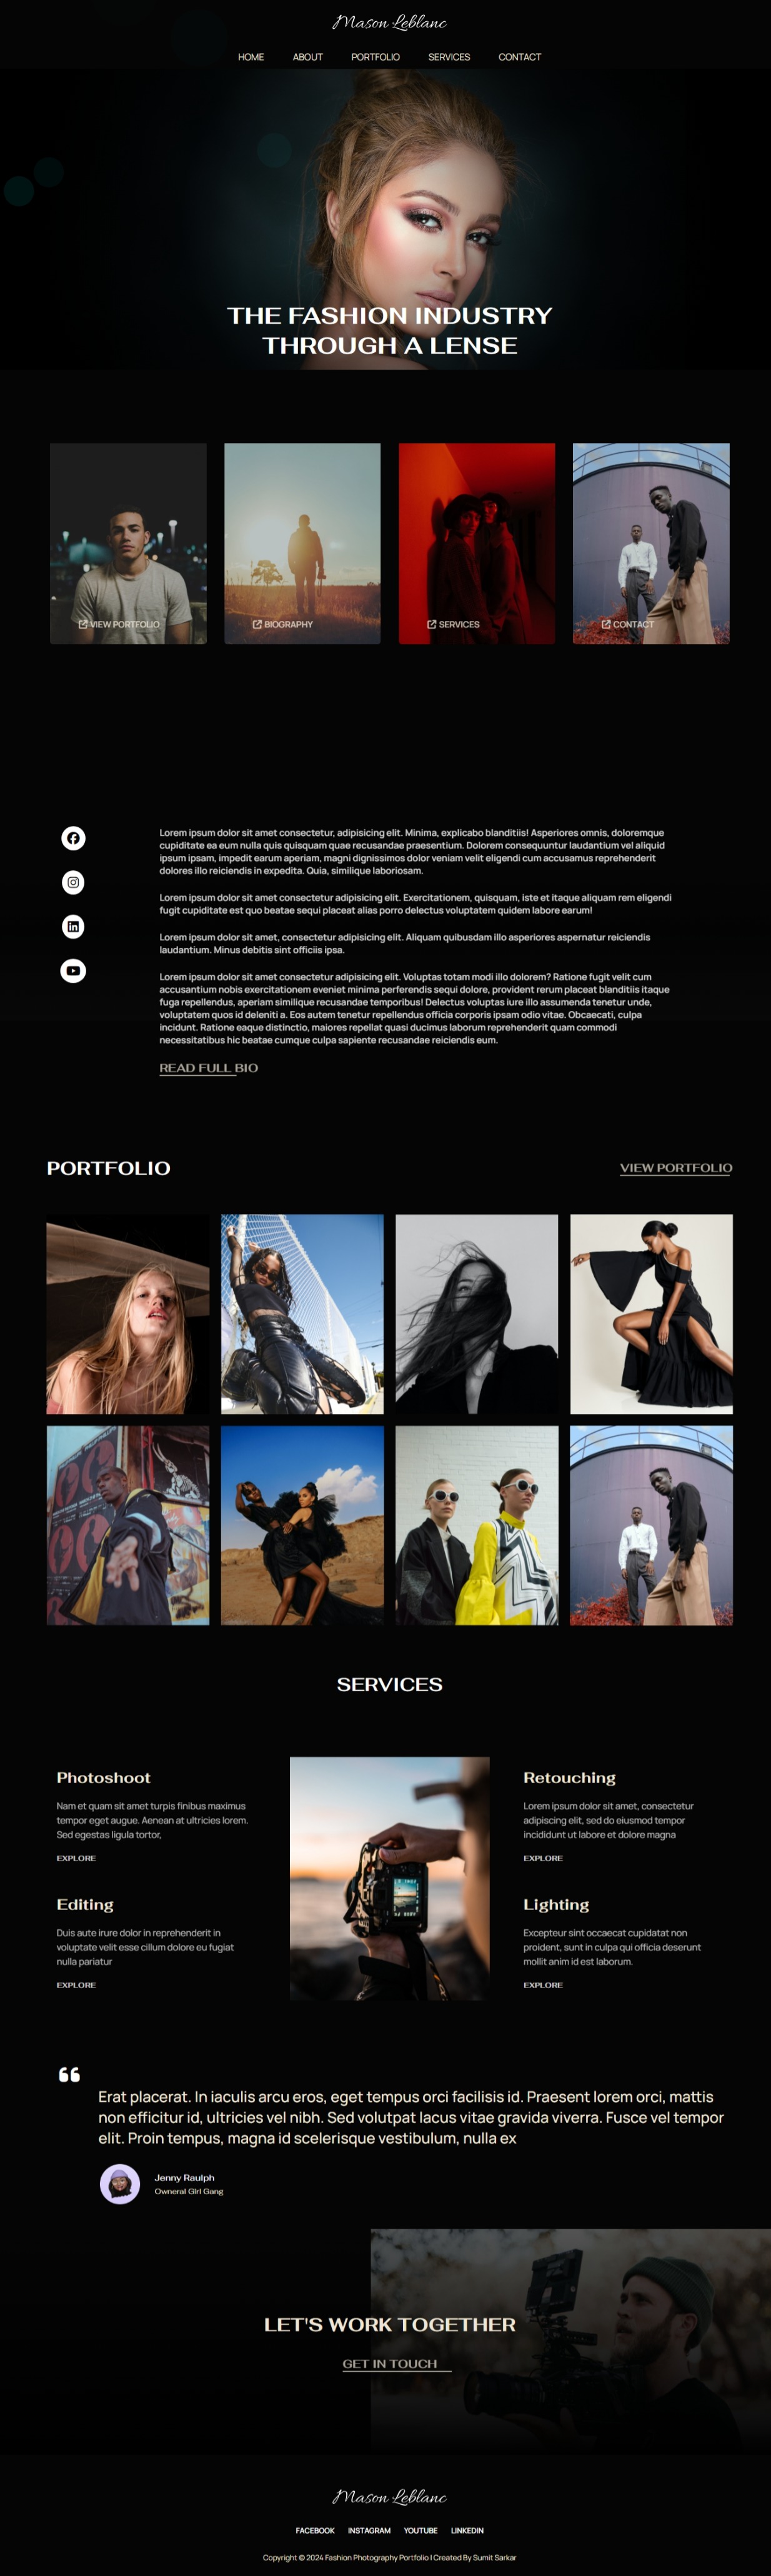 Mason Leblanc
HOME ABOUT PORTFOLIO SERVICES CONTACT
THE FASHION INDUSTRY
THROUGH A LENSE
VIEW PORTFOLIO BIOGRAPHY SERVICES CONTACT
Lorem ipsum dolor sit amet consectetur, adipisicing elit. Minima, explicabo blanditiis! Asperiores omnis, doloremque
cupiditate ea eum nulla quis quisquam quae recusandae praesentium. Dolorem consequuntur laudantium vel aliquid
ipsum ipsam, impedit earum aperiam, magni dignissimos dolor veniam velit eligendi cum accusamus reprehenderit
dolores illo reiciendis in expedita. Quia, similique laboriosam.
Lorem ipsum dolor sit amet consectetur adipisicing elit. Exercitationem, quisquam, iste et itaque aliquam rem eligendi
fugit cupiditate est quo beatae sequi placeat alias porro delectus voluptatem quidem labore earum!
Lorem ipsum dolor sit amet, consectetur adipisicing elit. Aliquam quibusdam illo asperiores aspernatur reiciendis
laudantium. Minus debitis sint officiis ipsa.
Lorem ipsum dolor sit amet consectetur adipisicing elit. Voluptas totam modi illo dolorem? Ratione fugit velit cum
accusantium nobis exercitationem eveniet minima perferendis sequi dolore, provident rerum placeat blanditiis itaque
fuga repellendus, aperiam similique recusandae temporibus! Delectus voluptas iure illo assumenda tenetur unde,
voluptatem quos id deleniti a. Eos autem tenetur repellendus officia corporis ipsam odio vitae. Obcaecati, culpa
incidunt. Ratione eaque distinctio, maiores repellat quasi ducimus laborum reprehenderit quam commodi
necessitatibus hic beatae cumque culpa sapiente recusandae reiciendis eum.
READ FULL BIO
PORTFOLIO
VIEW PORTFOLIO
SERVICES
Photoshoot
Nam et quam sit amet turpis finibus maximus
tempor eget augue. Aenean at ultricies lorem.
Sed egestas ligula tortor,
EXPLORE
Editing
Duis aute irure dolor in reprehenderit in
voluptate velit esse cillum dolore eu fugiat
nulla pariatur
EXPLORE
Retouching
Lorem ipsum dolor sit amet, consectetur
adipiscing elit, sed do eiusmod tempor
incididunt ut labore et dolore magna
EXPLORE
Lighting
Excepteur sint occaecat cupidatat non
proident, sunt in culpa qui officia deserunt
mollit anim id est laborum.
EXPLORE
Erat placerat. In iaculis arcu eros, eget tempus orci facilisis id. Praesent lorem orci, mattis
non efficitur id, ultricies vel nibh. Sed volutpat lacus vitae gravida viverra. Fusce vel tempor
elit. Proin tempus, magna id scelerisque vestibulum, nulla ex
Jenny Raulph
Owneral Girl Gang
LET'S WORK TOGETHER
GET IN TOUCH
Mason Leblanc
FACEBOOK INSTAGRAM YOUTUBE LINKEDIN
Copyright © 2024 Fashion Photography Portfolio | Created By Sumit Sarkar